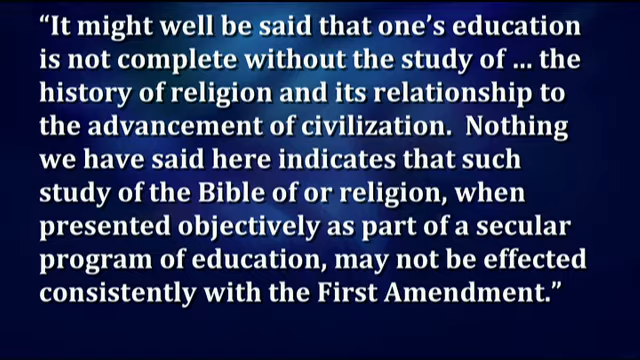 “It might well be said that one’s education
is not complete without the study of ... the
history of religion and its relationship to
the advancement of civilization.  Nothing
we have said here indicates that such
study of the Bible of or religion, when
presented objectively as part of a secular
program of education, may not be effected
consistently with the First Amendment.”